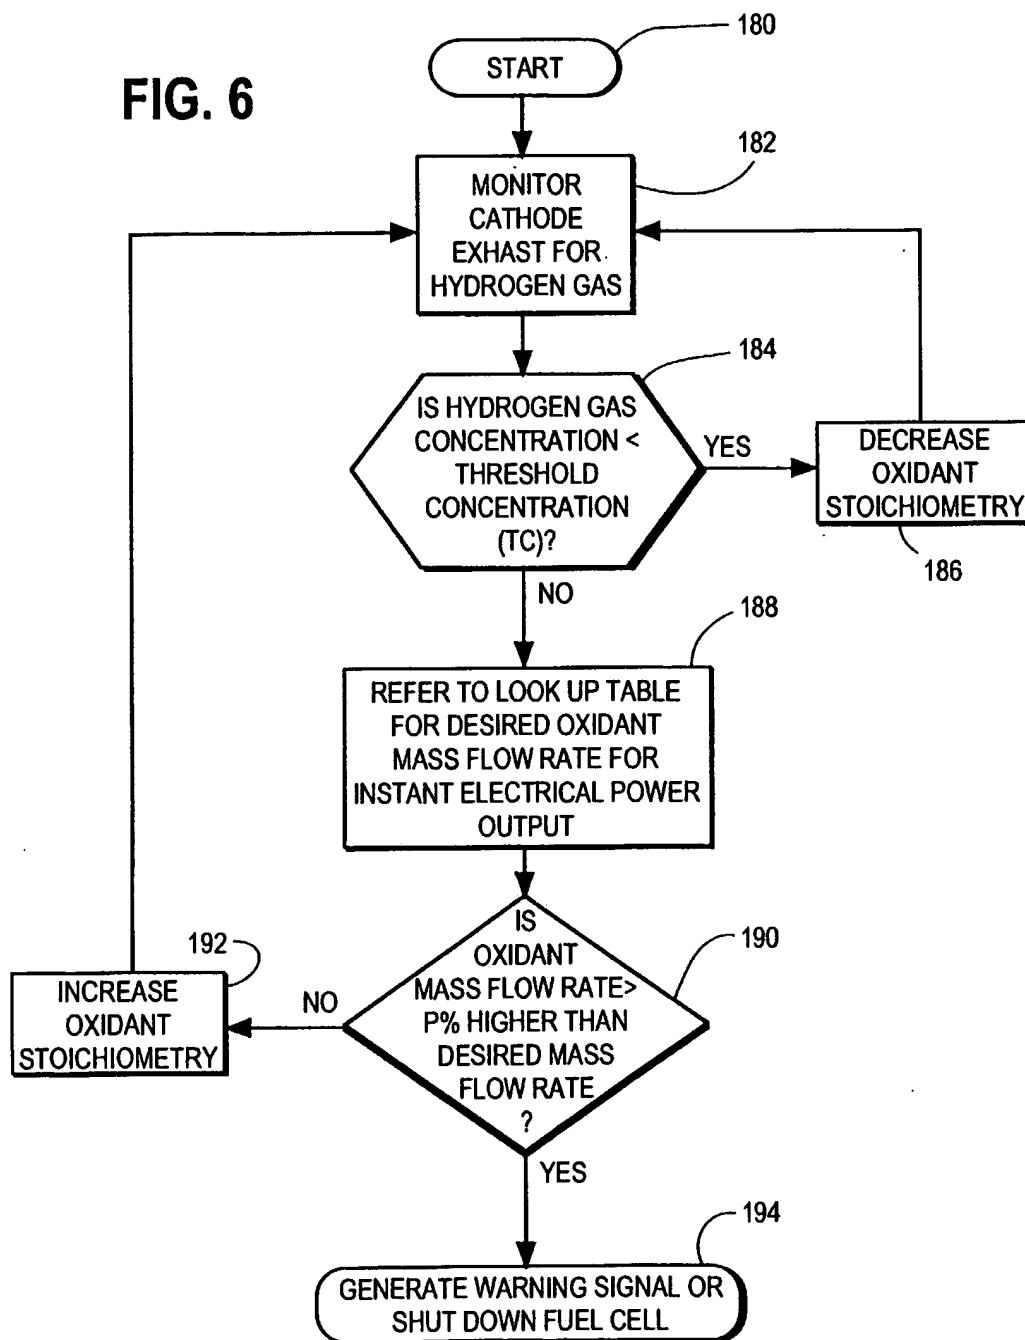 FIG. 6
START
180
MONITOR
CATHODE
EXHAST FOR
HYDROGEN GAS
182
IS HYDROGEN GAS
CONCENTRATION <
THRESHOLD
CONCENTRATION
(TC)?
184
YES
DECREASE
OXIDANT
STOICHIOMETRY
186
NO
188
REFER TO LOOK UP TABLE
FOR DESIRED OXIDANT
MASS FLOW RATE FOR
INSTANT ELECTRICAL POWER
OUTPUT
IS
OXIDANT
MASS FLOW RATE>
P% HIGHER THAN
DESIRED MASS
FLOW RATE
?
190
NO
192
INCREASE
OXIDANT
STOICHIOMETRY
YES
194
GENERATE WARNING SIGNAL OR
SHUT DOWN FUEL CELL